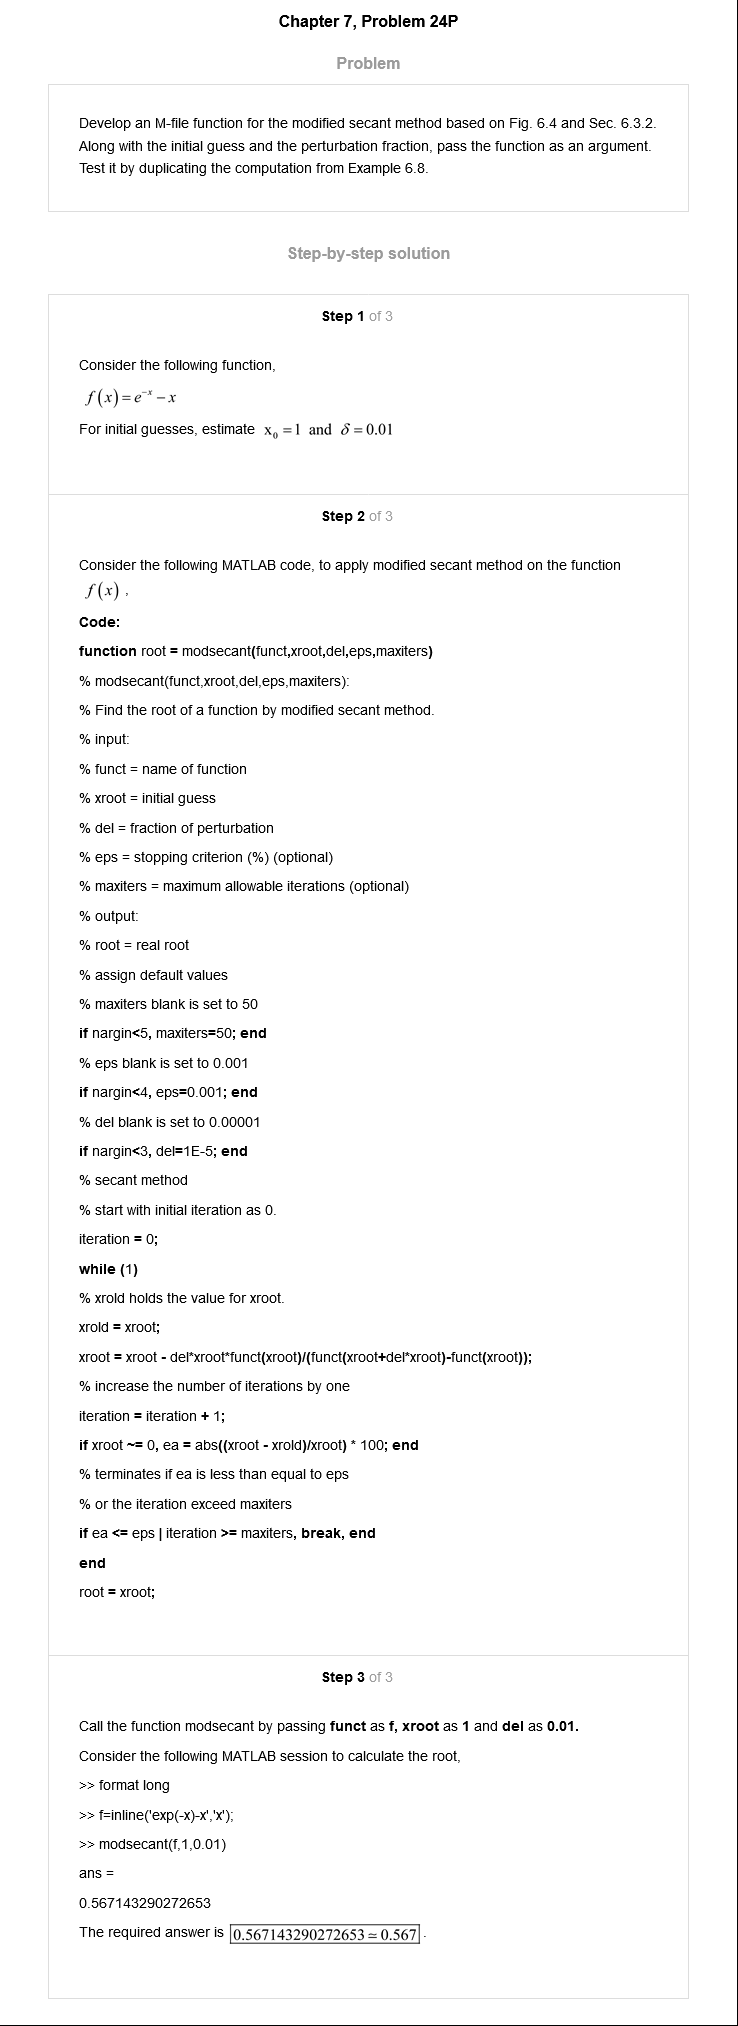 Chapter 7, Problem 24P
Problem
Develop an M-file function for the modified secant method based on Fig. 6.4 and Sec. 6.3.2.
Along with the initial guess and the perturbation fraction, pass the function as an argument.
Test it by duplicating the computation from Example 6.8.
Step-by-step solution
Step 1 of 3
Consider the following function,
f(x)=e⁻ˣ – x
For initial guesses, estimate x₀ = 1 and δ = 0.01
Step 2 of 3
Consider the following MATLAB code, to apply modified secant method on the function
f(x) ,
Code:
function root = modsecant(funct,xroot,del,eps,maxiters)
% modsecant(funct,xroot,del,eps,maxiters):
% Find the root of a function by modified secant method.
% input:
% funct = name of function
% xroot = initial guess
% del = fraction of perturbation
% eps = stopping criterion (%) (optional)
% maxiters = maximum allowable iterations (optional)
% output:
% root = real root
% assign default values
% maxiters blank is set to 50
if nargin<5, maxiters=50; end
% eps blank is set to 0.001
if nargin<4, eps=0.001; end
% del blank is set to 0.00001
if nargin<3, del=1E-5; end
% secant method
% start with initial iteration as 0.
iteration = 0;
while (1)
% xrold holds the value for xroot.
xrold = xroot;
xroot = xroot - del*xroot*funct(xroot)/(funct(xroot+del*xroot)-funct(xroot));
% increase the number of iterations by one
iteration = iteration + 1;
if xroot ~= 0, ea = abs((xroot - xrold)/xroot) * 100; end
% terminates if ea is less than equal to eps
% or the iteration exceed maxiters
if ea <= eps | iteration >= maxiters, break, end
end
root = xroot;
Step 3 of 3
Call the function modsecant by passing funct as f, xroot as 1 and del as 0.01.
Consider the following MATLAB session to calculate the root,
>> format long
>> f=inline('exp(-x)-x','x');
>> modsecant(f,1,0.01)
ans =
0.567143290272653
The required answer is 0.567143290272653 ≃ 0.567 .